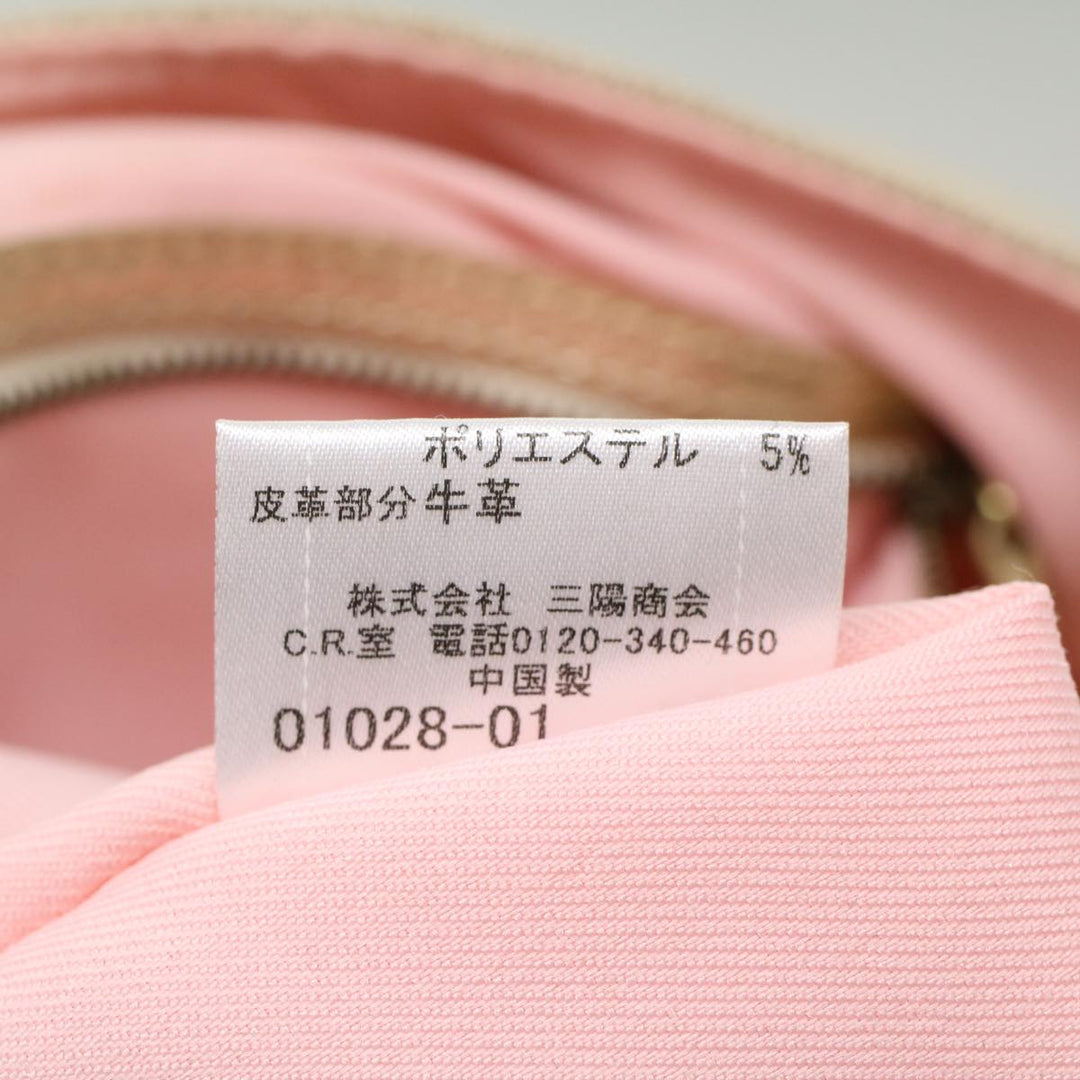 ポリエステル 5%
皮革部分 牛革
株式会社 三陽商会
C.R.室 電話0120-340-460
中国製
01028-01